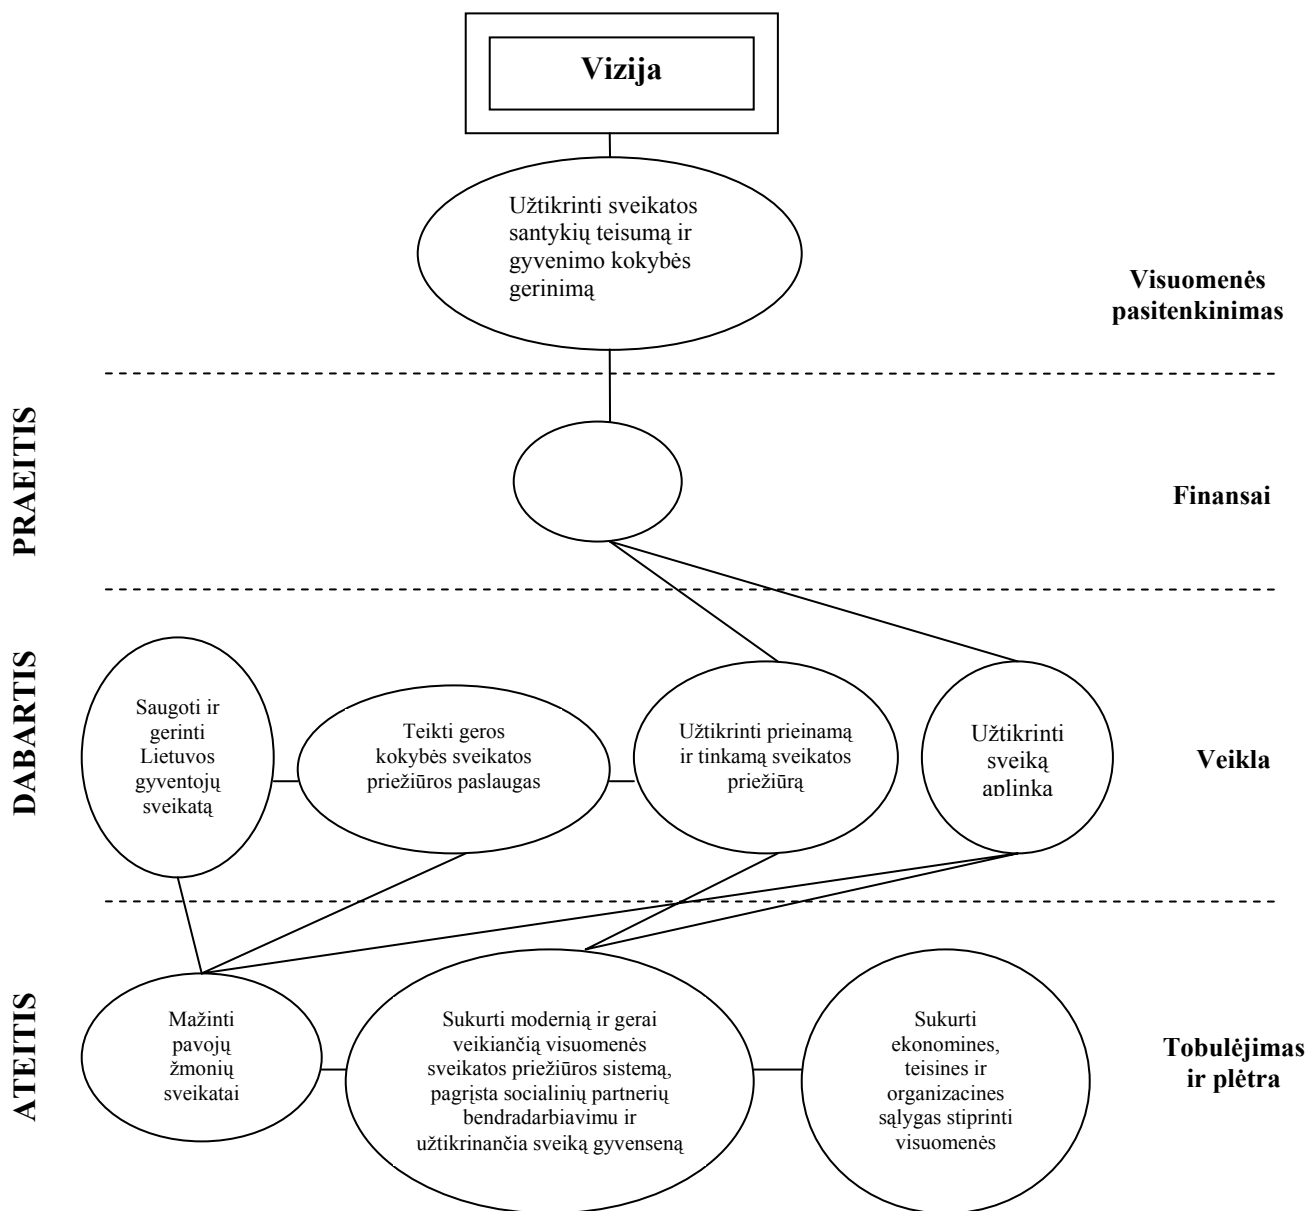 Vizija
Užtikrinti sveikatos
santykių teisumą ir
gyvenimo kokybės
gerinimą
Visuomenės
pasitenkinimas
PRAEITIS
Finansai
DABARTIS
Saugoti ir
gerinti
Lietuvos
gyventojų
sveikatą
Teikti geros
kokybės sveikatos
priežiūros paslaugas
Užtikrinti prieinamą
ir tinkamą sveikatos
priežiūrą
Užtikrinti
sveiką
aplinka
Veikla
ATEITIS
Mažinti
pavojų
žmonių
sveikatai
Sukurti modernią ir gerai
veikiančią visuomenės
sveikatos priežiūros sistemą,
pagrįsta socialinių partnerių
bendradarbiavimu ir
užtikrinančia sveiką gyvenseną
Sukurti
ekonomines,
teisines ir
organizacines
sąlygas stiprinti
visuomenės
Tobulėjimas
ir plėtra